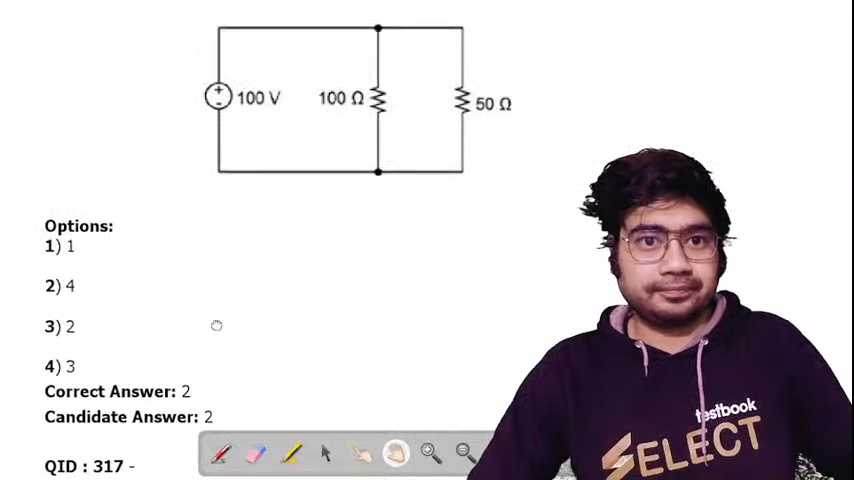 +
-
100 V
100 Ω
50 Ω
Options:
1) 1
2) 4
3) 2
4) 3
Correct Answer: 2
Candidate Answer: 2
QID : 317 -
testbook
SELECT